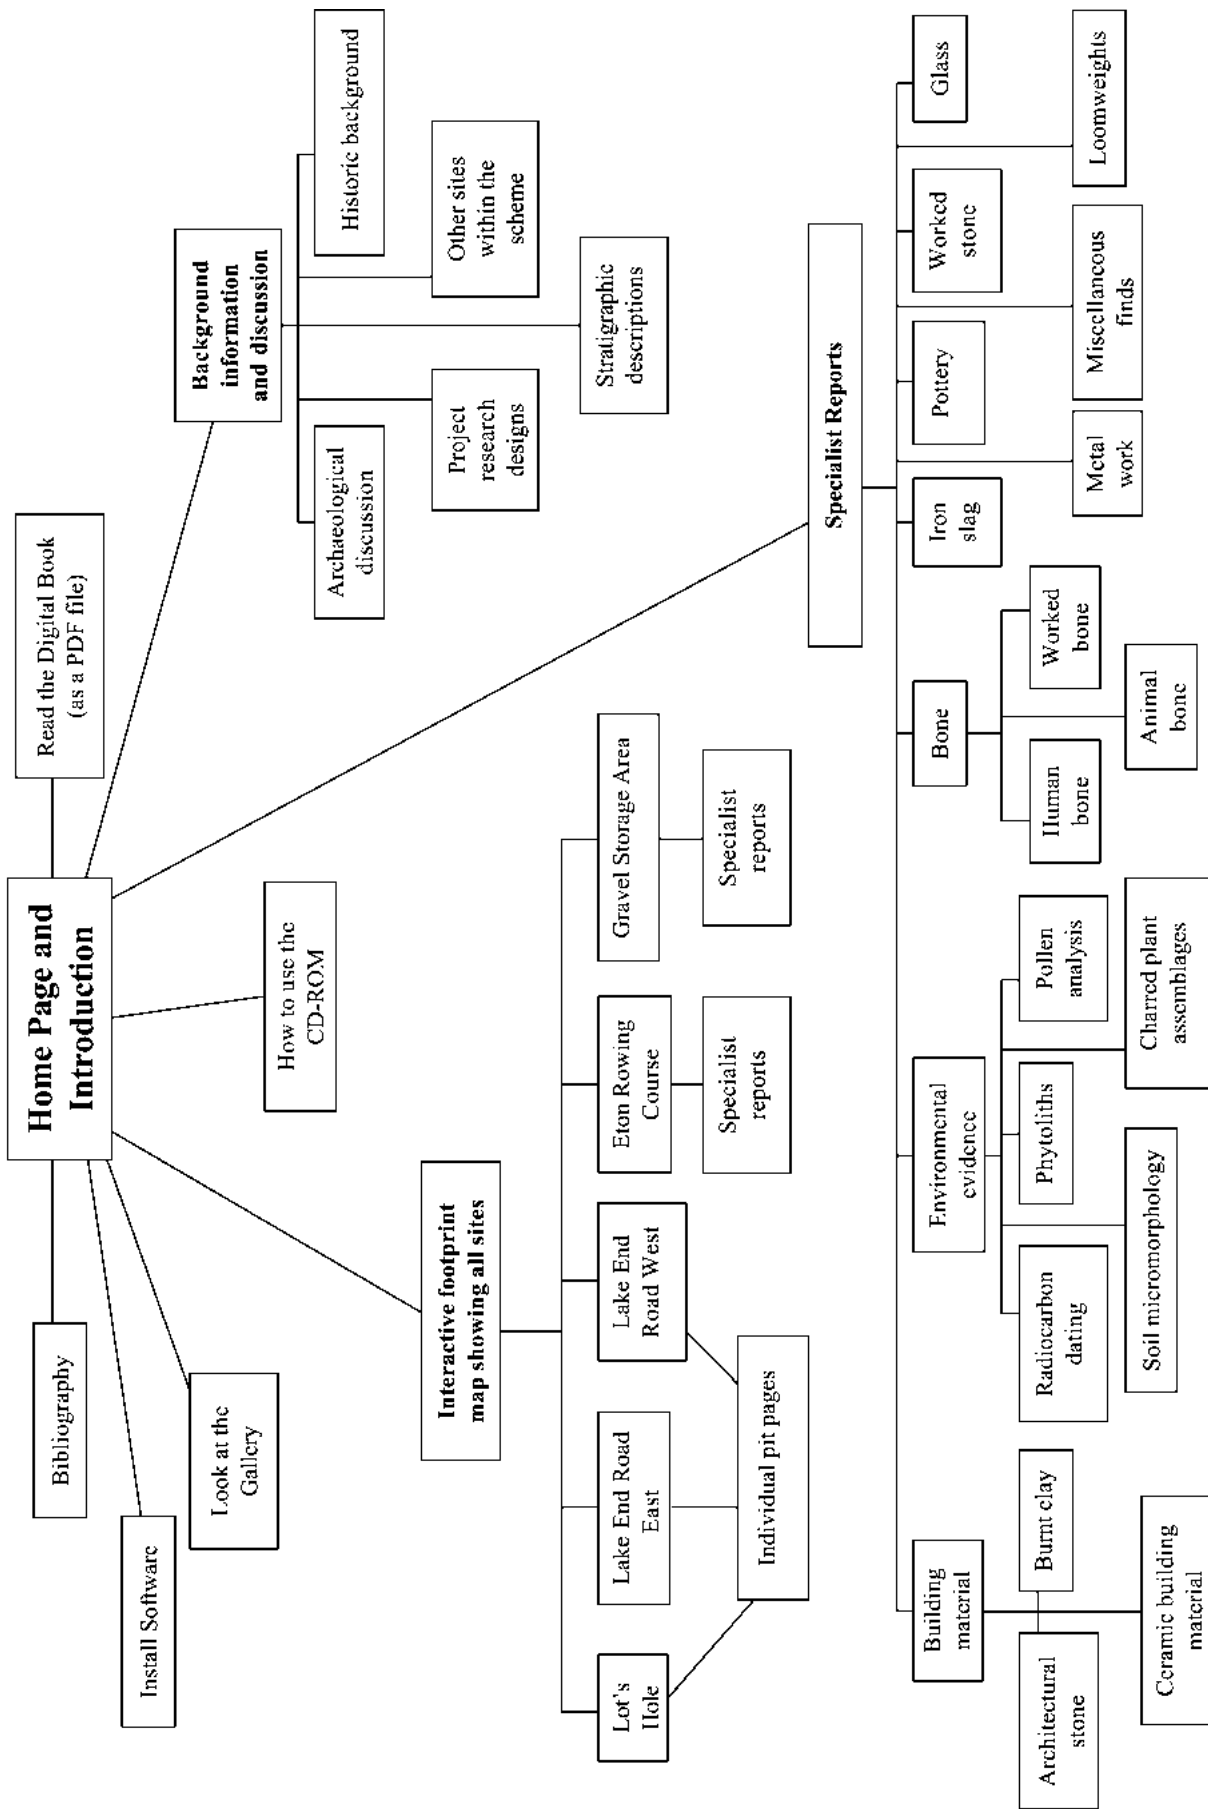 Home Page and
Introduction
Bibliography
Install Software
Look at the
Gallery
How to use the
CD-ROM
Read the Digital Book
(as a PDF file)
Background
information
and discussion
Archaeological
discussion
Project
research
designs
Stratigraphic
descriptions
Other sites
within the
scheme
Historic background
Interactive footprint
map showing all sites
Lot's
Hole
Lake End Road
East
Lake End
Road West
Eton Rowing
Course
Gravel Storage Area
Individual pit pages
Specialist
reports
Specialist
reports
Specialist Reports
Building
material
Architectural
stone
Burnt clay
Ceramic building
material
Environmental
evidence
Radiocarbon
dating
Phytoliths
Pollen
analysis
Soil micromorphology
Charred plant
assemblages
Bone
Human
bone
Worked
bone
Animal
bone
Iron
slag
Pottery
Worked
stone
Glass
Metal
work
Miscellaneous
finds
Loomweights